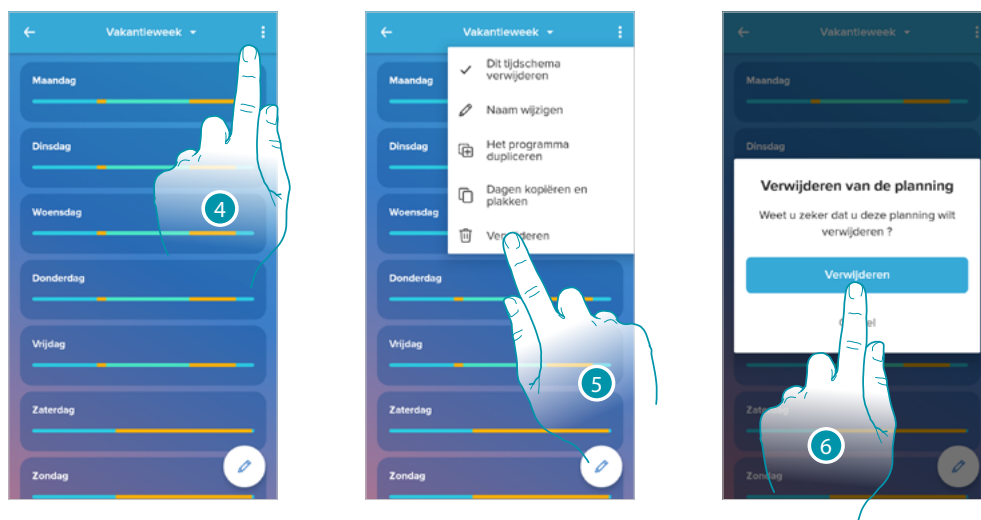 Vakantieweek
Maandag
Dinsdag
Woensdag
Donderdag
Vrijdag
Zaterdag
Zondag
4
Vakantieweek
Dit tijdschema
verwijderen
Naam wijzigen
Het programma
dupliceren
Dagen kopiëren en
plakken
Verwijderen
Maandag
Dinsdag
Woensdag
Donderdag
Vrijdag
Zaterdag
Zondag
5
Vakantieweek
Maandag
Dinsdag
Verwijderen van de planning
Weet u zeker dat u deze planning wilt
verwijderen ?
Verwijderen
Zondag
6